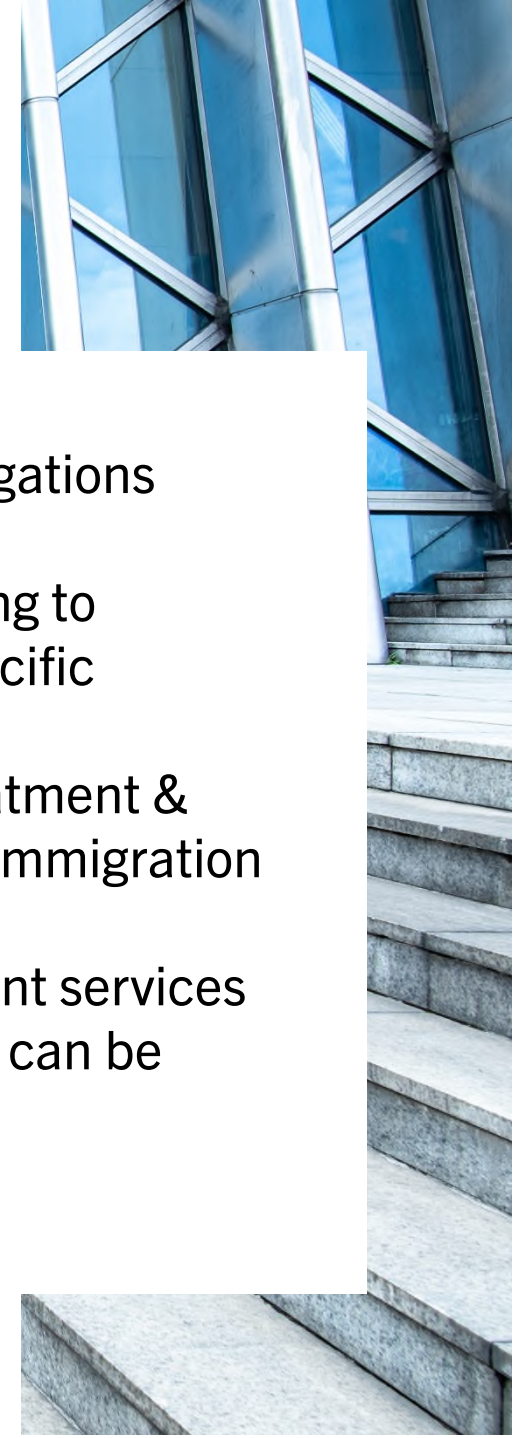 gations
ng to
cific
atment &
mmigration
nt services
can be